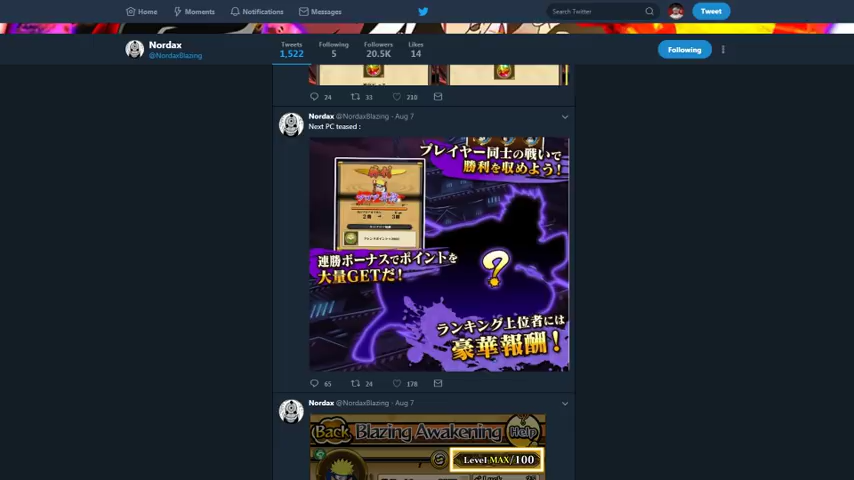 Home
Moments
Notifications
Messages
Search Twitter
Tweet
Nordax
@NordaxBlazing
Tweets
1,522
Following
5
Followers
20.5K
Likes
14
Following
24
33
210
Nordax @NordaxBlazing · Aug 7
Next PC teased :
プレイヤー同士の戦いで
勝利を収めよう!
連勝ボーナスでポイントを
大量GETだ!
?
ランキング上位者には
豪華報酬!
65
24
178
Nordax @NordaxBlazing · Aug 7
Back
Blazing Awakening
Help
Level MAX/100